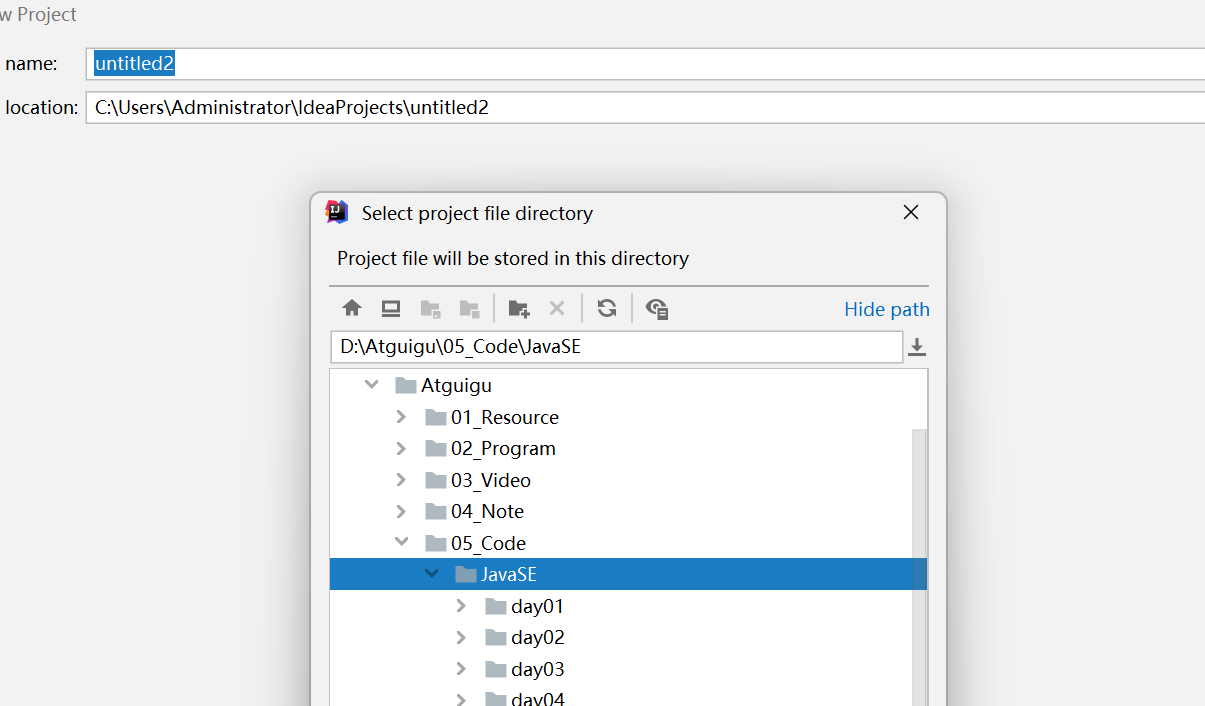 w Project
name: untitled2
location: C:\Users\Administrator\IdeaProjects\untitled2
Select project file directory
Project file will be stored in this directory
Hide path
D:\Atguigu\05_Code\JavaSE
Atguigu
01_Resource
02_Program
03_Video
04_Note
05_Code
JavaSE
day01
day02
day03
day04